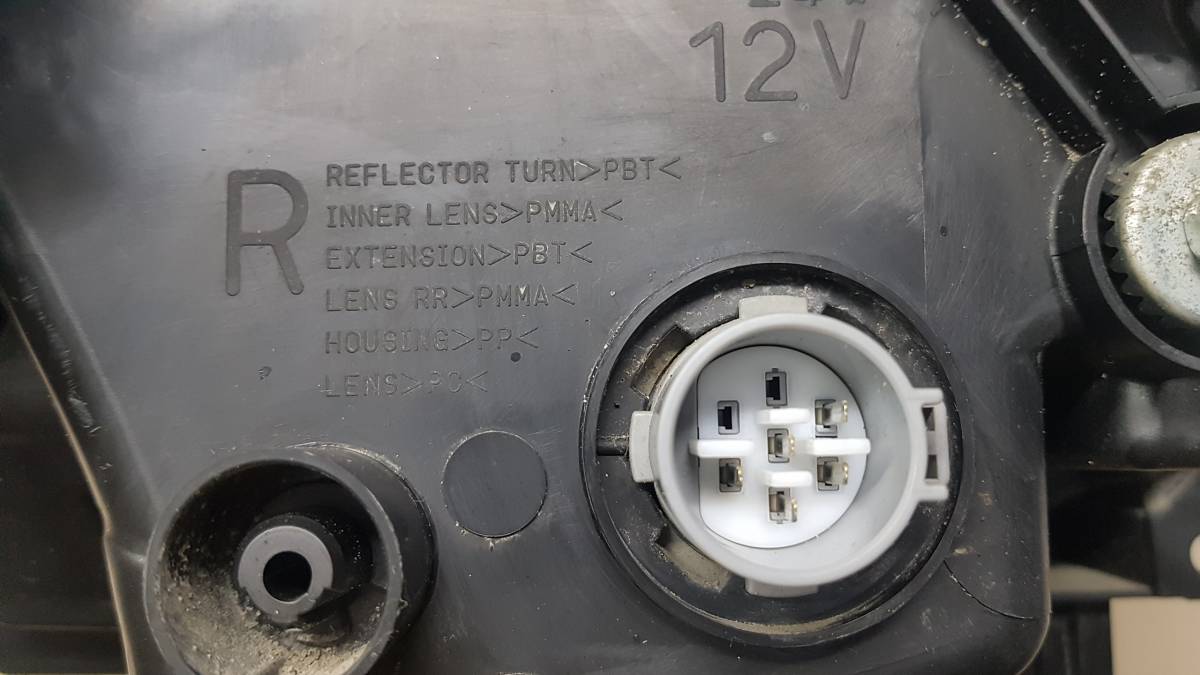 12V
R
REFLECTOR TURN>PBT<
INNER LENS>PMMA<
EXTENSION>PBT<
LENS RR>PMMA<
HOUSING>PP<
LENS>PC<